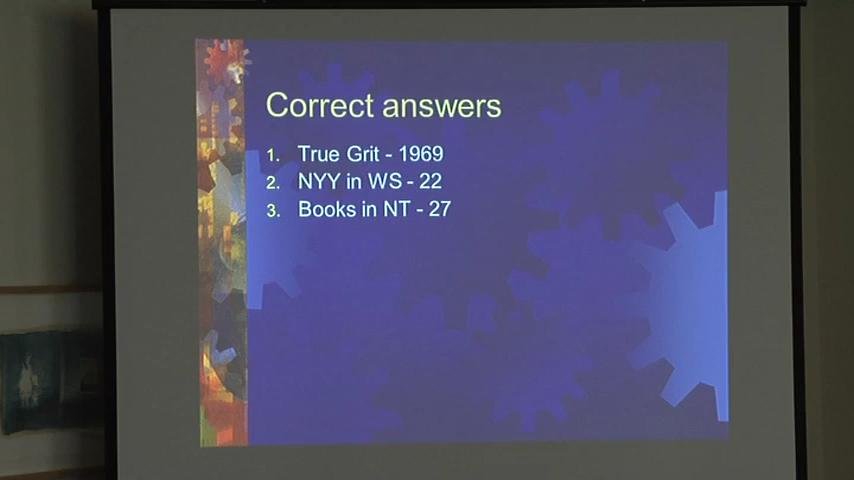 Correct answers
1. True Grit - 1969
2. NYY in WS - 22
3. Books in NT - 27